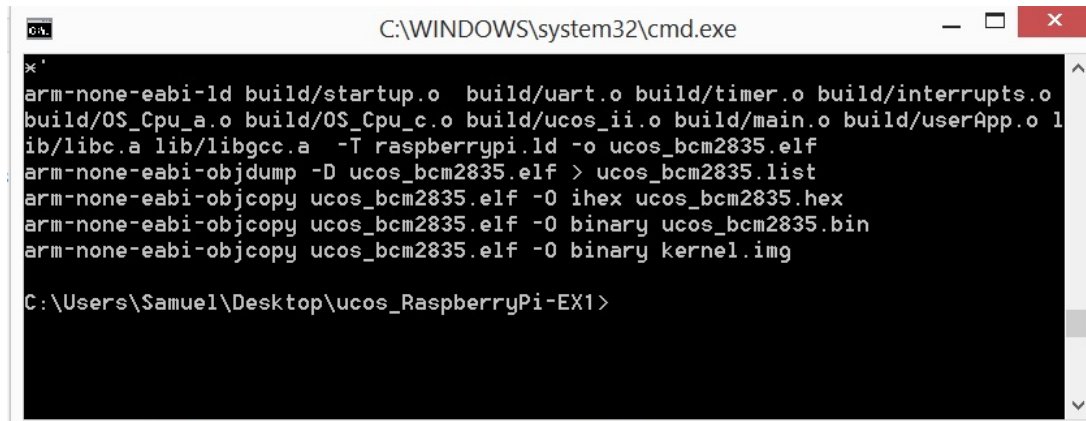 C:\WINDOWS\system32\cmd.exe
*'
arm-none-eabi-ld build/startup.o  build/uart.o build/timer.o build/interrupts.o
build/OS_Cpu_a.o build/OS_Cpu_c.o build/ucos_ii.o build/main.o build/userApp.o l
ib/libc.a lib/libgcc.a  -T raspberrypi.ld -o ucos_bcm2835.elf
arm-none-eabi-objdump -D ucos_bcm2835.elf > ucos_bcm2835.list
arm-none-eabi-objcopy ucos_bcm2835.elf -O ihex ucos_bcm2835.hex
arm-none-eabi-objcopy ucos_bcm2835.elf -O binary ucos_bcm2835.bin
arm-none-eabi-objcopy ucos_bcm2835.elf -O binary kernel.img
C:\Users\Samuel\Desktop\ucos_RaspberryPi-EX1>